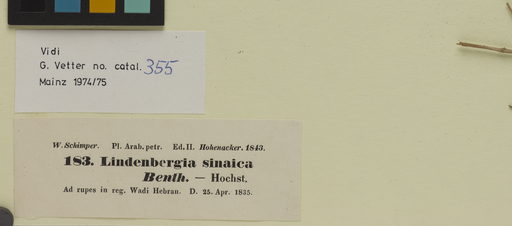 Vidi
G. Vetter no. catal. 355
Mainz 1974/75
W. Schimper. Pl. Arab. petr. Ed. II. Hohenacker. 1843.
183. Lindenbergia sinaica
Benth. — Hochst.
Ad rupes in reg. Wadi Hebran. D. 25. Apr. 1835.